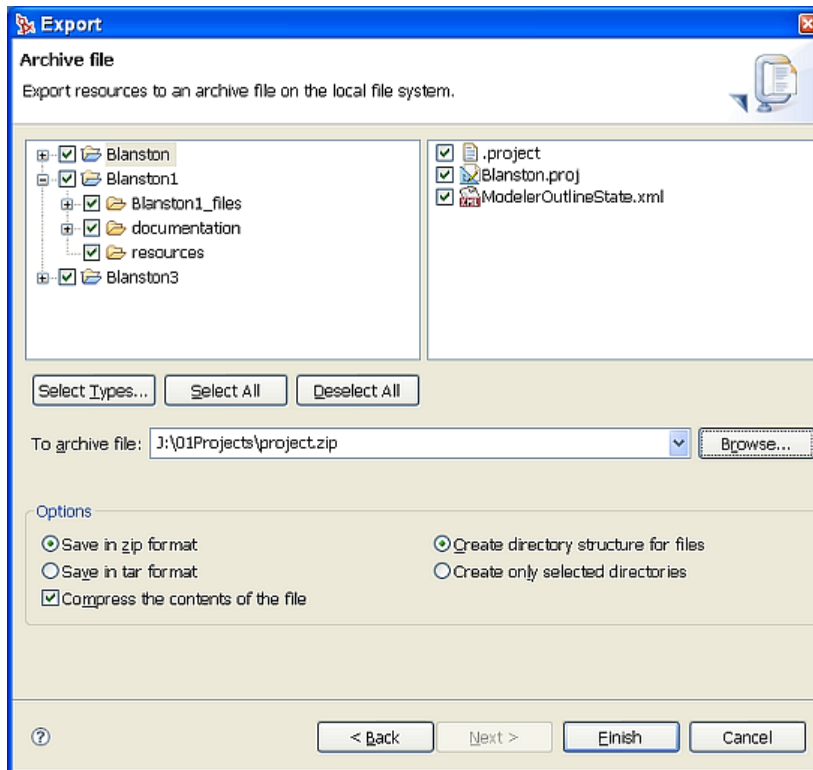 Export
Archive file
Export resources to an archive file on the local file system.
Blanston
Blanston1
Blanston1_files
documentation
resources
Blanston3
.project
Blanston.proj
ModelerOutlineState.xml
Select Types... Select All Deselect All
To archive file: J:\01Projects\project.zip Browse...
Options
Save in zip format Create directory structure for files
Save in tar format Create only selected directories
Compress the contents of the file
? < Back Next > Finish Cancel